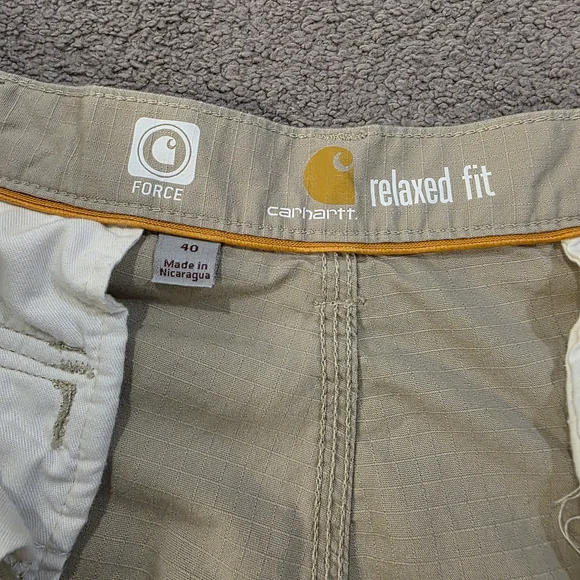 FORCE
carhartt.
relaxed fit
40
Made in
Nicaragua